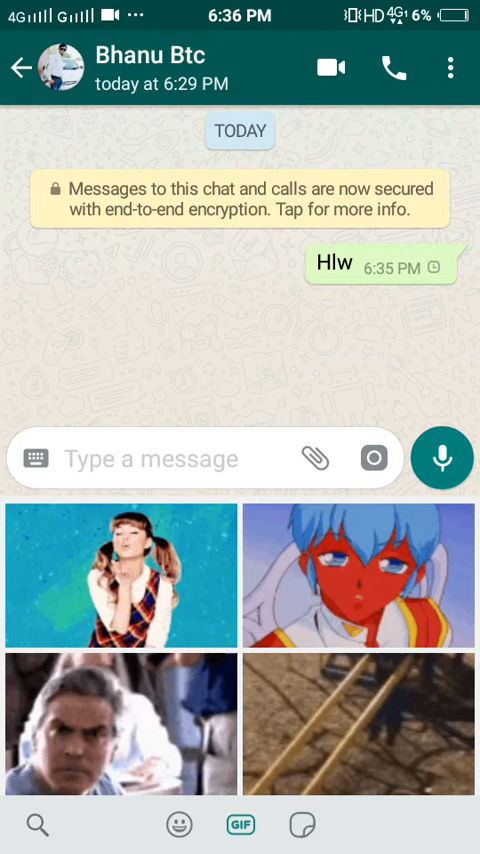 4G G 6:36 PM HD 4G 1 6%
Bhanu Btc
today at 6:29 PM
TODAY
Messages to this chat and calls are now secured
with end-to-end encryption. Tap for more info.
Hlw 6:35 PM
Type a message
GIF